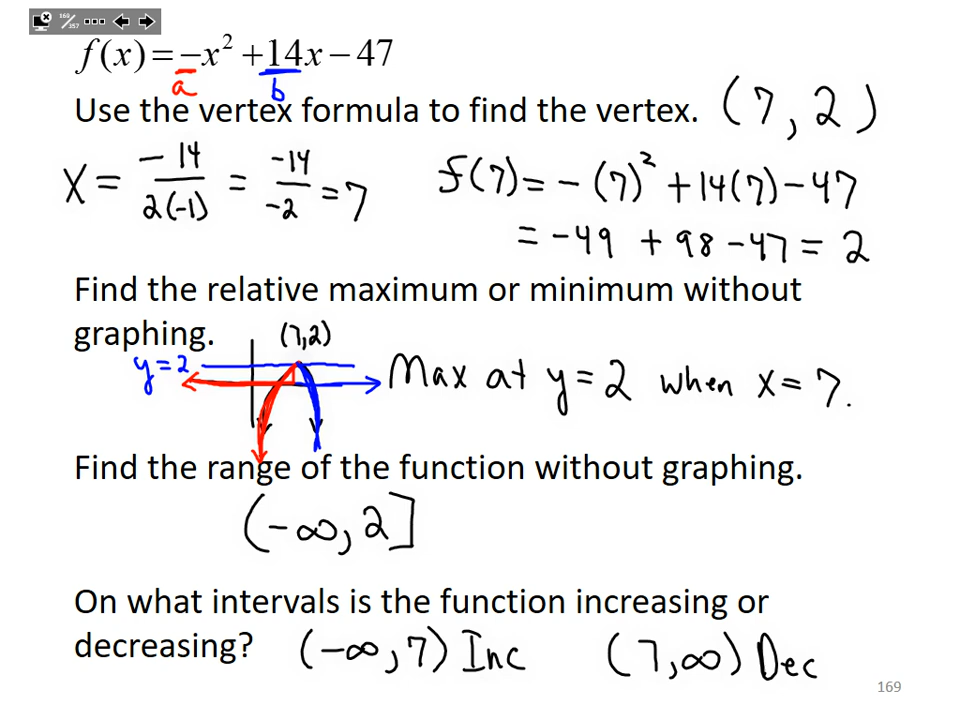 168/357
f(x) = −x² + 14x − 47
a b
Use the vertex formula to find the vertex. (7, 2)
x = -14/2(-1) = -14/-2 = 7
f(7) = -(7)² + 14(7) - 47
= -49 + 98 - 47 = 2
Find the relative maximum or minimum without
graphing. (7,2)
y = 2
Max at y = 2 when x = 7.
Find the range of the function without graphing.
(-∞, 2]
On what intervals is the function increasing or
decreasing? (-∞, 7) Inc (7, ∞) Dec
169